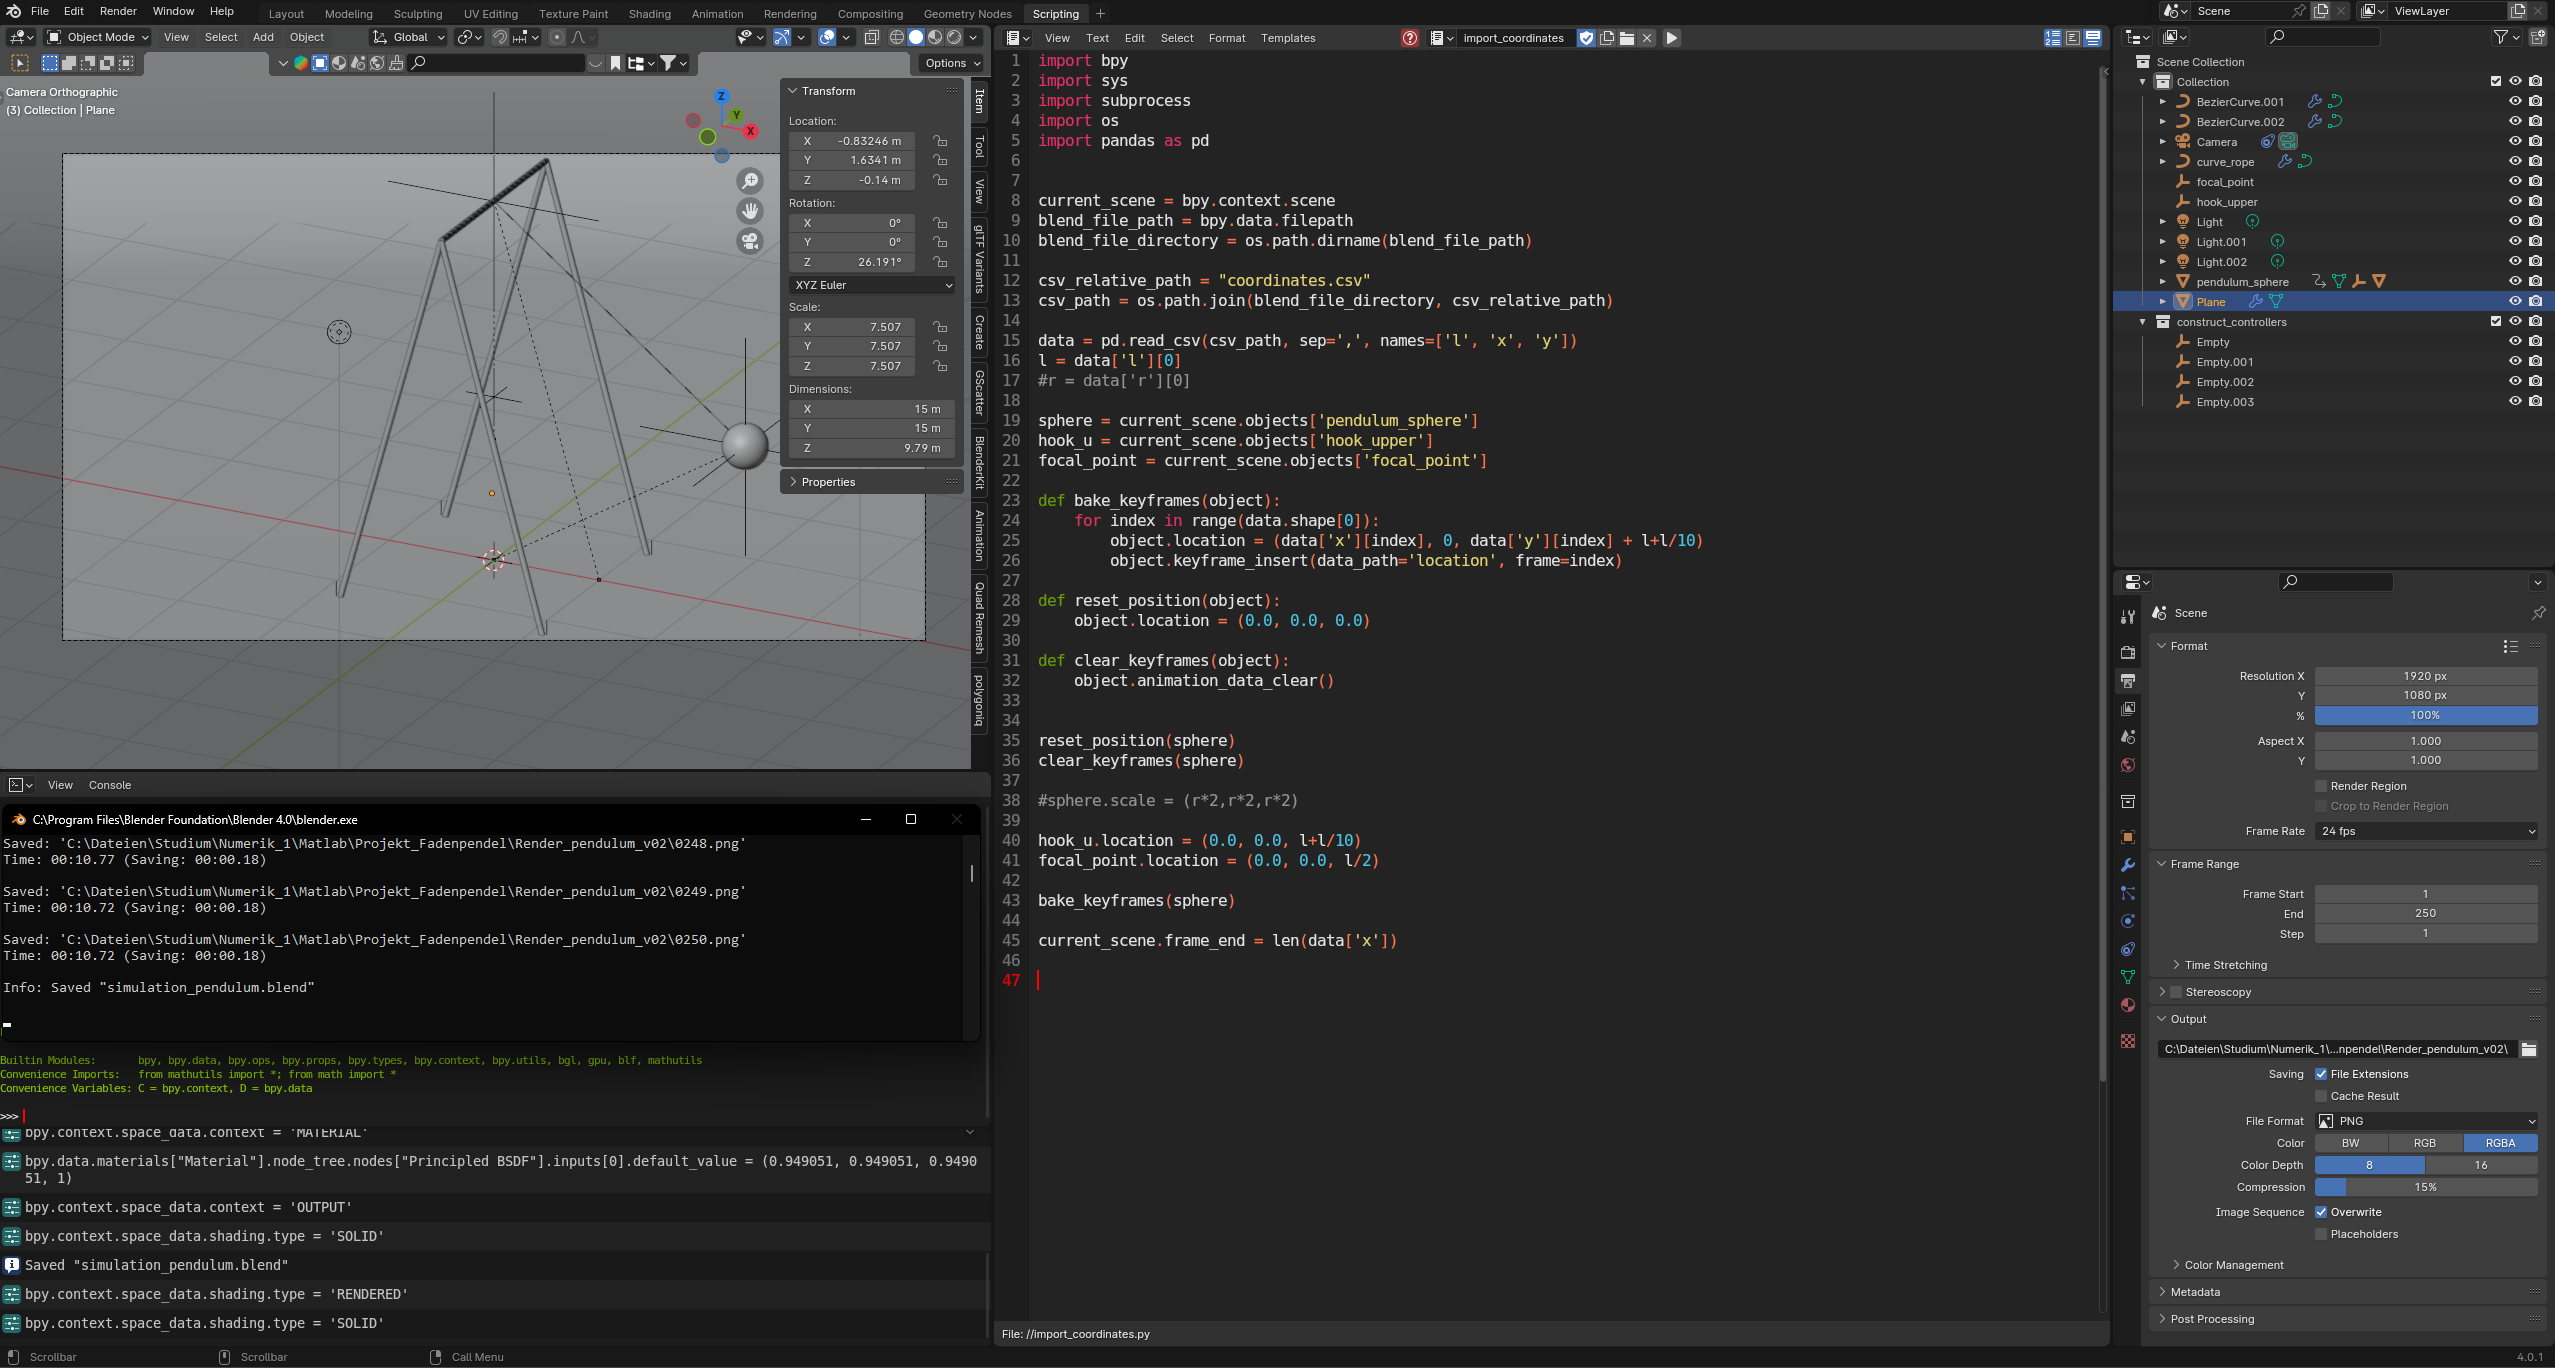 File Edit Render Window Help Layout Modeling Sculpting UV Editing Texture Paint Shading Animation Rendering Compositing Geometry Nodes Scripting + Scene ViewLayer
Object Mode View Select Add Object Global
Options
Camera Orthographic
(3) Collection | Plane
Z
Y
X
Transform
Location:
X -0.83246 m
Y 1.6341 m
Z -0.14 m
Rotation:
X 0°
Y 0°
Z 26.191°
XYZ Euler
Scale:
X 7.507
Y 7.507
Z 7.507
Dimensions:
X 15 m
Y 15 m
Z 9.79 m
Properties
Item
Tool
View
glTF Variants
Create
GScatter
BlenderKit
Animation
Quad Remesh
polygoniq
View Console
C:\Program Files\Blender Foundation\Blender 4.0\blender.exe
Saved: 'C:\Dateien\Studium\Numerik_1\Matlab\Projekt_Fadenpendel\Render_pendulum_v02\0248.png'
Time: 00:10.77 (Saving: 00:00.18)
Saved: 'C:\Dateien\Studium\Numerik_1\Matlab\Projekt_Fadenpendel\Render_pendulum_v02\0249.png'
Time: 00:10.72 (Saving: 00:00.18)
Saved: 'C:\Dateien\Studium\Numerik_1\Matlab\Projekt_Fadenpendel\Render_pendulum_v02\0250.png'
Time: 00:10.72 (Saving: 00:00.18)
Info: Saved "simulation_pendulum.blend"
Builtin Modules: bpy, bpy.data, bpy.ops, bpy.props, bpy.types, bpy.context, bpy.utils, bgl, gpu, blf, mathutils
Convenience Imports: from mathutils import *; from math import *
Convenience Variables: C = bpy.context, D = bpy.data
>>>
bpy.context.space_data.context = 'MATERIAL'
bpy.data.materials["Material"].node_tree.nodes["Principled BSDF"].inputs[0].default_value = (0.949051, 0.949051, 0.9490
51, 1)
bpy.context.space_data.context = 'OUTPUT'
bpy.context.space_data.shading.type = 'SOLID'
Saved "simulation_pendulum.blend"
bpy.context.space_data.shading.type = 'RENDERED'
bpy.context.space_data.shading.type = 'SOLID'
View Text Edit Select Format Templates import_coordinates
1 import bpy
2 import sys
3 import subprocess
4 import os
5 import pandas as pd
6
7
8 current_scene = bpy.context.scene
9 blend_file_path = bpy.data.filepath
10 blend_file_directory = os.path.dirname(blend_file_path)
11
12 csv_relative_path = "coordinates.csv"
13 csv_path = os.path.join(blend_file_directory, csv_relative_path)
14
15 data = pd.read_csv(csv_path, sep=',', names=['l', 'x', 'y'])
16 l = data['l'][0]
17 #r = data['r'][0]
18
19 sphere = current_scene.objects['pendulum_sphere']
20 hook_u = current_scene.objects['hook_upper']
21 focal_point = current_scene.objects['focal_point']
22
23 def bake_keyframes(object):
24     for index in range(data.shape[0]):
25         object.location = (data['x'][index], 0, data['y'][index] + l+l/10)
26         object.keyframe_insert(data_path='location', frame=index)
27
28 def reset_position(object):
29     object.location = (0.0, 0.0, 0.0)
30
31 def clear_keyframes(object):
32     object.animation_data_clear()
33
34
35 reset_position(sphere)
36 clear_keyframes(sphere)
37
38 #sphere.scale = (r*2,r*2,r*2)
39
40 hook_u.location = (0.0, 0.0, l+l/10)
41 focal_point.location = (0.0, 0.0, l/2)
42
43 bake_keyframes(sphere)
44
45 current_scene.frame_end = len(data['x'])
46
47
File: //import_coordinates.py
Scene Collection
Collection
BezierCurve.001
BezierCurve.002
Camera
curve_rope
focal_point
hook_upper
Light
Light.001
Light.002
pendulum_sphere
Plane
construct_controllers
Empty
Empty.001
Empty.002
Empty.003
Scene
Format
Resolution X 1920 px
Y 1080 px
% 100%
Aspect X 1.000
Y 1.000
Render Region
Crop to Render Region
Frame Rate 24 fps
Frame Range
Frame Start 1
End 250
Step 1
Time Stretching
Stereoscopy
Output
C:\Dateien\Studium\Numerik_1\...npendel\Render_pendulum_v02\
Saving File Extensions
Cache Result
File Format PNG
Color BW RGB RGBA
Color Depth 8 16
Compression 15%
Image Sequence Overwrite
Placeholders
Color Management
Metadata
Post Processing
Scrollbar Scrollbar Call Menu 4.0.1